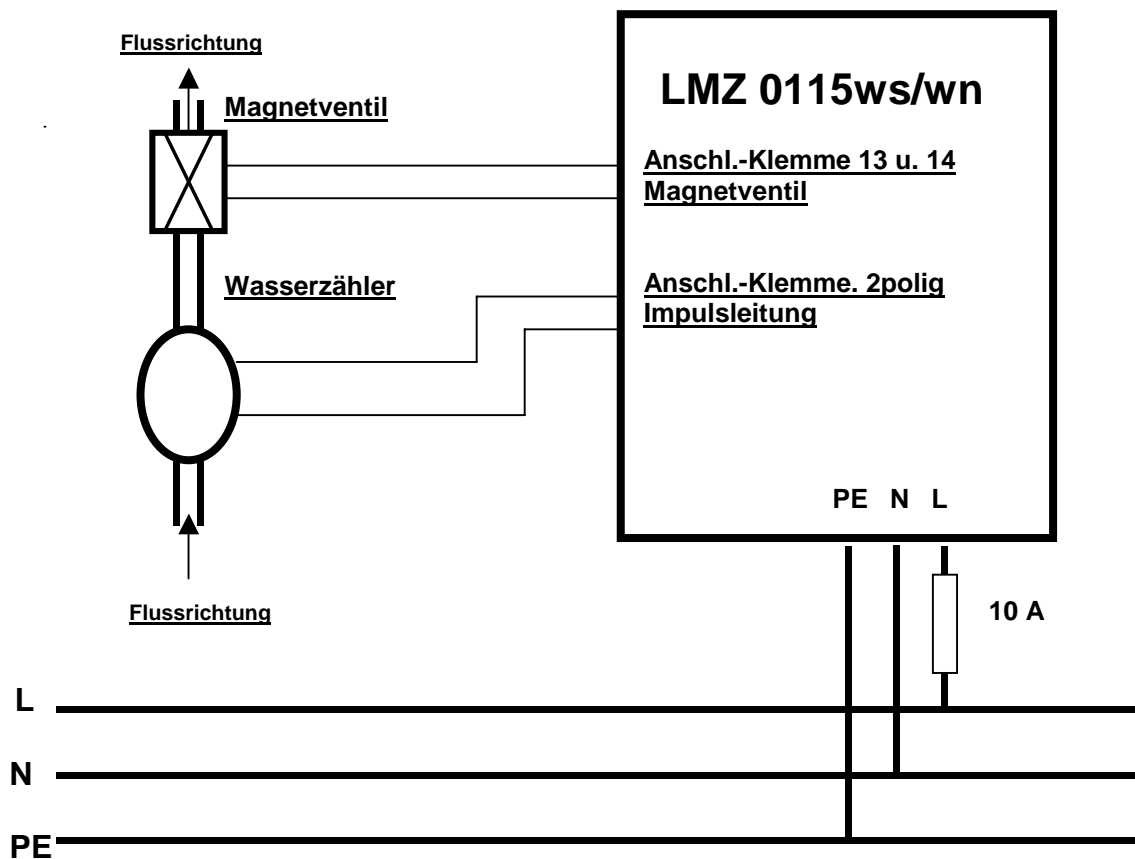 Flussrichtung
Magnetventil
Wasserzähler
Flussrichtung
LMZ 0115ws/wn
Anschl.-Klemme 13 u. 14
Magnetventil
Anschl.-Klemme. 2polig
Impulsleitung
PE N L
10 A
L
N
PE